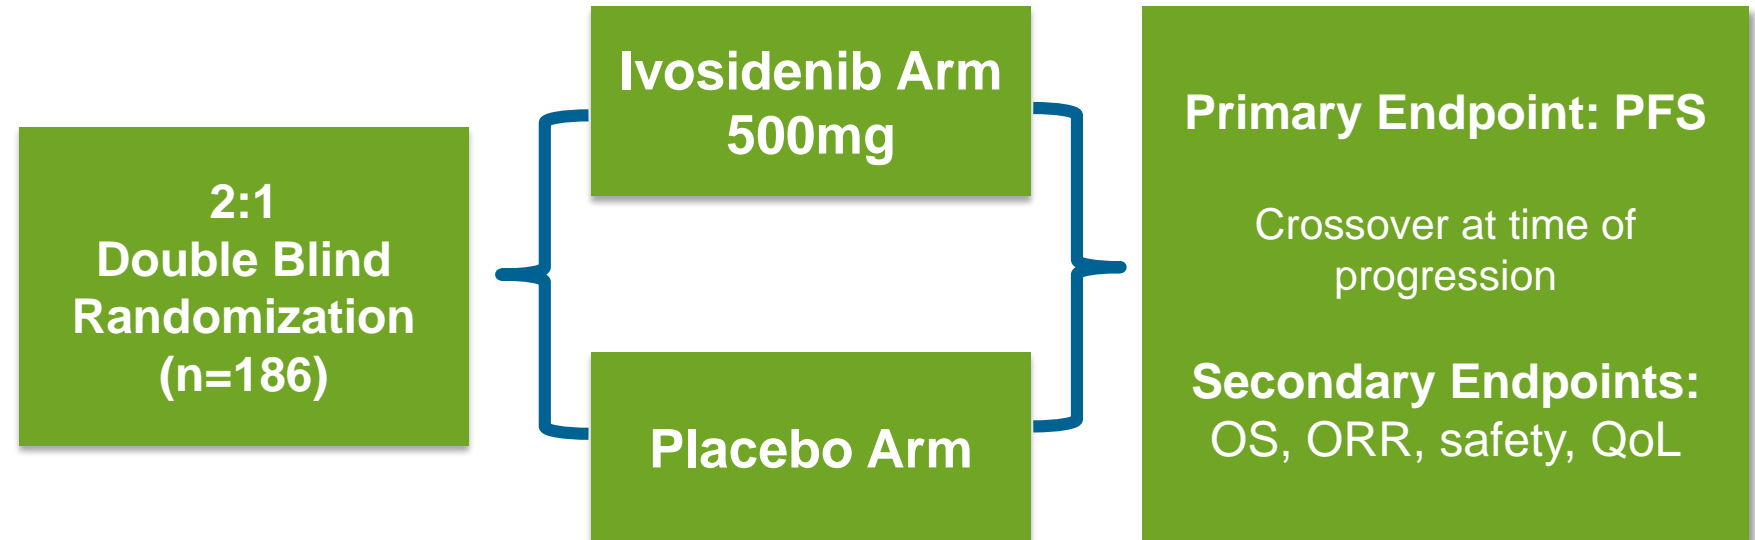 2:1
Double Blind
Randomization
(n=186)
Ivosidenib Arm
500mg
Placebo Arm
Primary Endpoint: PFS
Crossover at time of
progression
Secondary Endpoints:
OS, ORR, safety, QoL